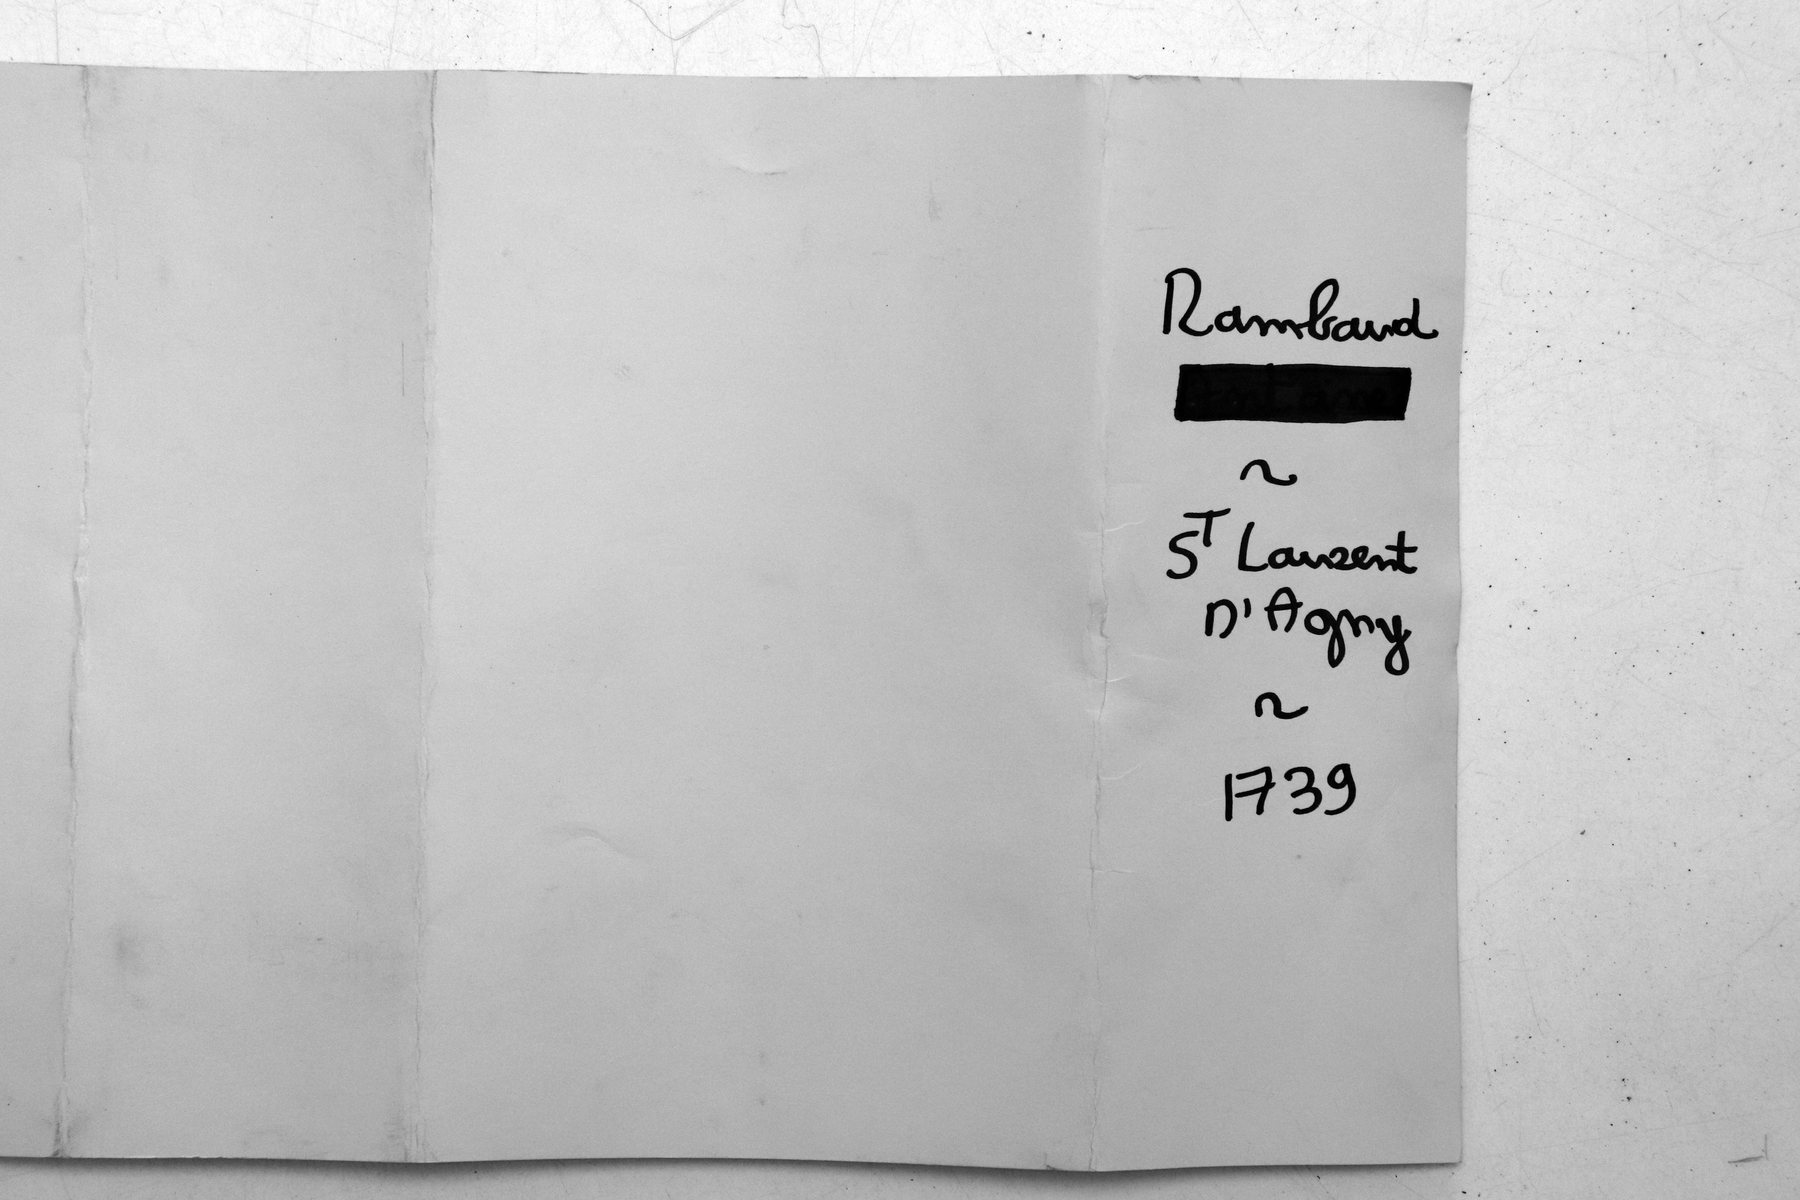 Rambaud
~
ST Laurent
D'Agny
~
1739